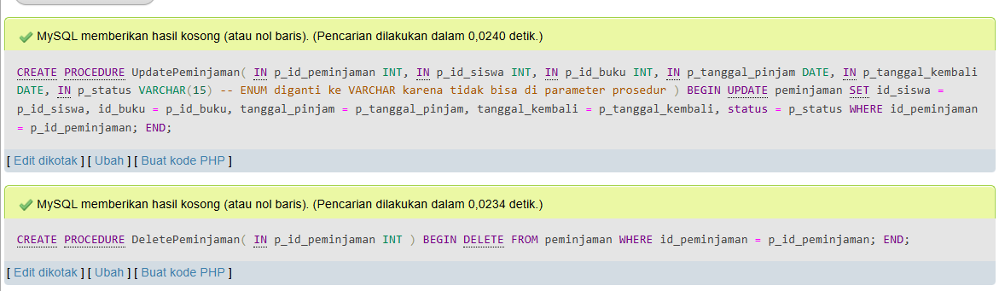 MySQL memberikan hasil kosong (atau nol baris). (Pencarian dilakukan dalam 0,0240 detik.)
CREATE PROCEDURE UpdatePeminjaman( IN p_id_peminjaman INT, IN p_id_siswa INT, IN p_id_buku INT, IN p_tanggal_pinjam DATE, IN p_tanggal_kembali
DATE, IN p_status VARCHAR(15) -- ENUM diganti ke VARCHAR karena tidak bisa di parameter prosedur ) BEGIN UPDATE peminjaman SET id_siswa =
p_id_siswa, id_buku = p_id_buku, tanggal_pinjam = p_tanggal_pinjam, tanggal_kembali = p_tanggal_kembali, status = p_status WHERE id_peminjaman
= p_id_peminjaman; END;
[ Edit dikotak ] [ Ubah ] [ Buat kode PHP ]
MySQL memberikan hasil kosong (atau nol baris). (Pencarian dilakukan dalam 0,0234 detik.)
CREATE PROCEDURE DeletePeminjaman( IN p_id_peminjaman INT ) BEGIN DELETE FROM peminjaman WHERE id_peminjaman = p_id_peminjaman; END;
[ Edit dikotak ] [ Ubah ] [ Buat kode PHP ]